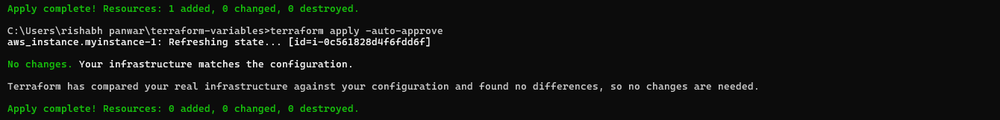 Apply complete! Resources: 1 added, 0 changed, 0 destroyed.
C:\Users\rishabh panwar\terraform-variables>terraform apply -auto-approve
aws_instance.myinstance-1: Refreshing state... [id=i-0c561828d4f6fdd6f]
No changes. Your infrastructure matches the configuration.
Terraform has compared your real infrastructure against your configuration and found no differences, so no changes are needed.
Apply complete! Resources: 0 added, 0 changed, 0 destroyed.